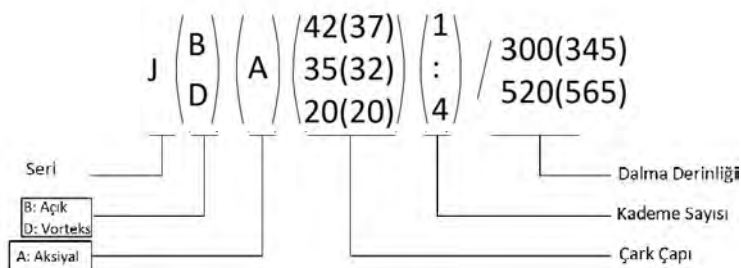 42(37) 1
B 300(345)
J A 35(32) : /
D 520(565)
20(20) 4
Seri
Dalma Derinliği
B: Açık
D: Vorteks
Kademe Sayısı
A: Aksiyal
Çark Çapı